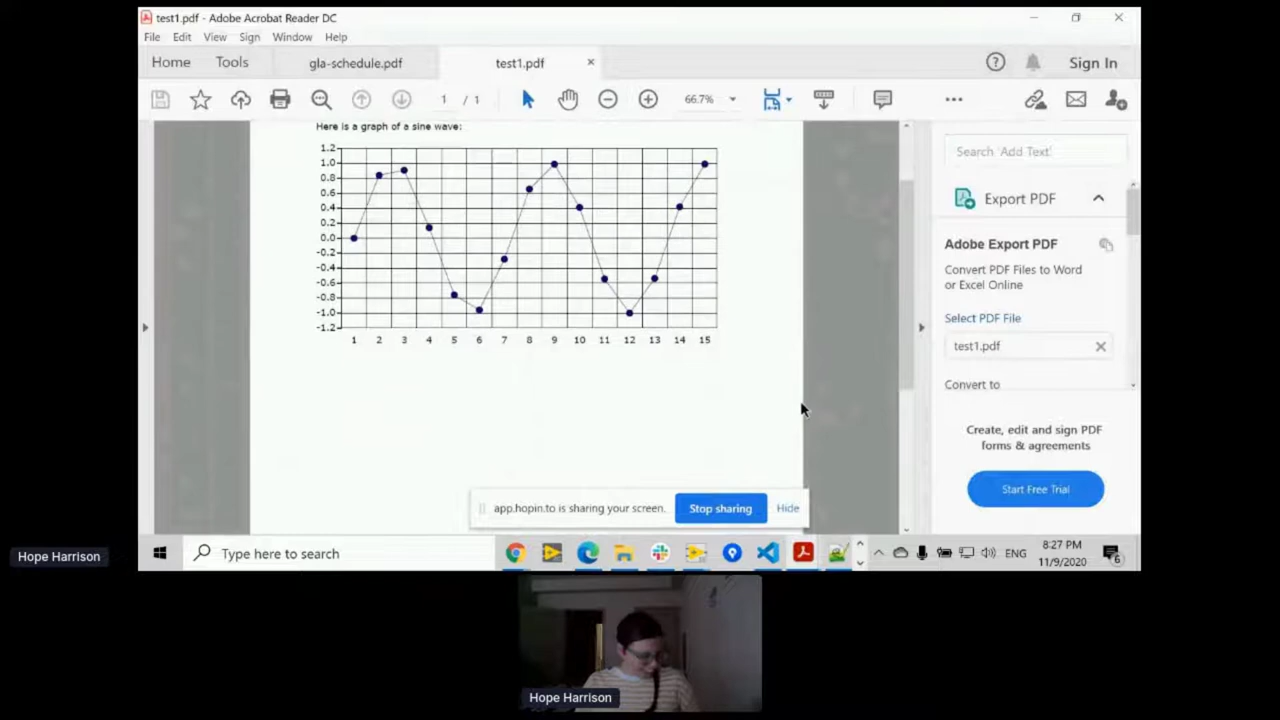 test1.pdf - Adobe Acrobat Reader DC
File Edit View Sign Window Help
Home Tools gla-schedule.pdf test1.pdf × Sign In
1 / 1 66.7%
Here is a graph of a sine wave:
1.2
1.0
0.8
0.6
0.4
0.2
0.0
-0.2
-0.4
-0.6
-0.8
-1.0
-1.2
1 2 3 4 5 6 7 8 9 10 11 12 13 14 15
Search 'Add Text'
Export PDF
Adobe Export PDF
Convert PDF Files to Word
or Excel Online
Select PDF File
test1.pdf
Convert to
Create, edit and sign PDF
forms & agreements
Start Free Trial
app.hopin.to is sharing your screen. Stop sharing Hide
Type here to search
ENG
8:27 PM
11/9/2020
6
Hope Harrison
Hope Harrison